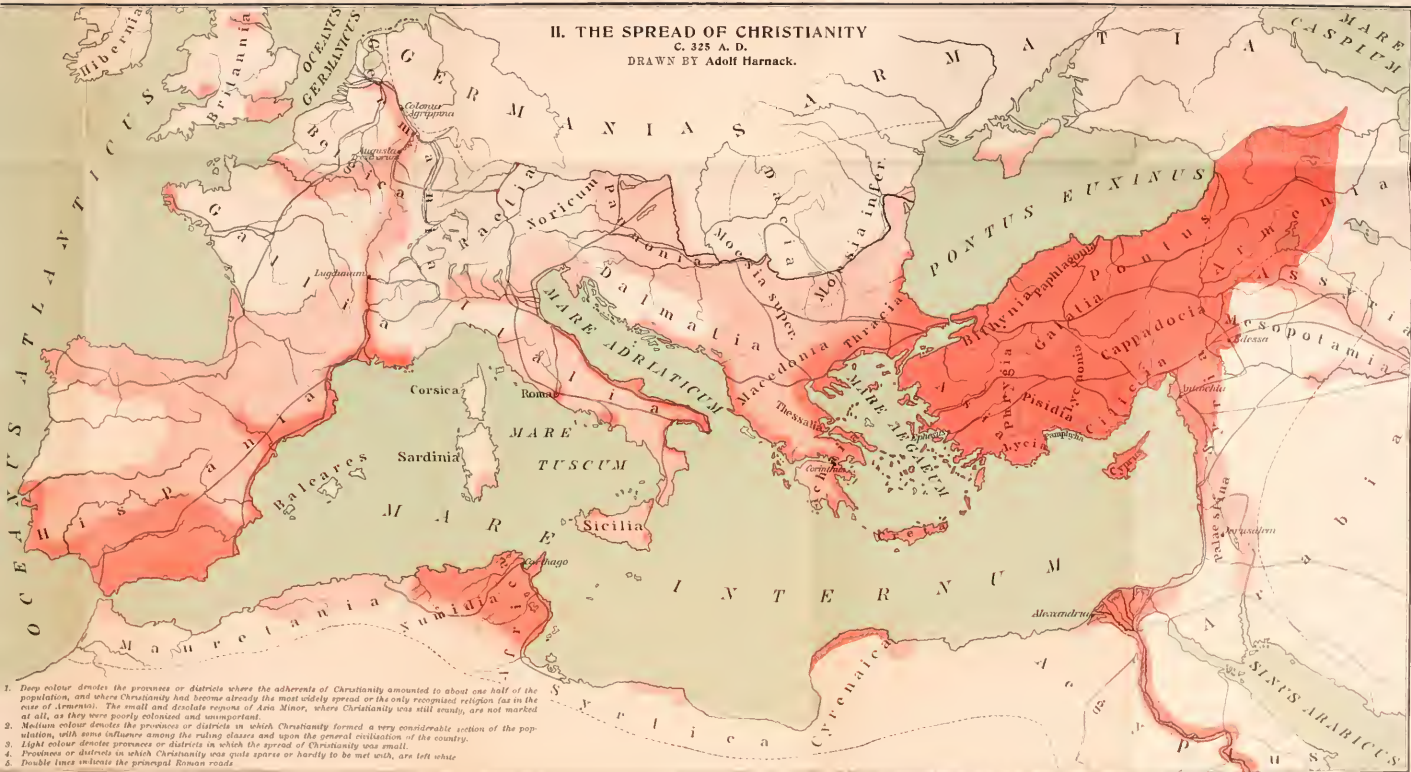 II. THE SPREAD OF CHRISTIANITY
C. 325 A. D.
DRAWN BY Adolf Harnack.
Hibernia
Britannia
OCEANUS GERMANICUS
GERMANIA
SARMATIA
MARE CASPIUM
OCEANUS ATLANTICUS
Colonia Agrippina
Belgica
Augusta
Gallia
Lugdunum
Raetia
Noricum
Pannonia
Dacia
Moesia super.
Moesia infer.
Dalmatia
Italia
MARE ADRIATICUM
Macedonia
Thracia
Thessalia
PONTUS EUXINUS
Bithynia
Paphlagonia
Pontus
Armenia
Galatia
Cappadocia
Phrygia
Lycaonia
Pisidia
Cilicia
Lycia
Pamphylia
Asia
Ephesus
Assyria
Mesopotamia
Edessa
Antiochia
Cyprus
Corsica
Roma
Sardinia
MARE TUSCUM
Baleares
Hispania
Sicilia
Corinthus
MARE AEGAEUM
Creta
MARE INTERNUM
Carthago
Mauretania
Numidia
Africa
Syrtica
Cyrenaica
Alexandria
Aegyptus
Palaestina
Jerusalem
Arabia
SINUS ARABICUS
1. Deep colour denotes the provinces or districts where the adherents of Christianity amounted to about one half of the
population, and where Christianity had become already the most widely spread or the only recognised religion (as in the
case of Armenia). The small and desolate regions of Asia Minor, where Christianity was still scanty, are not marked
at all, as they were poorly colonized and unimportant.
2. Medium colour denotes the provinces or districts in which Christianity formed a very considerable section of the pop-
ulation, with some influence among the ruling classes and upon the general civilisation of the country.
3. Light colour denotes provinces or districts in which the spread of Christianity was small.
4. Provinces or districts in which Christianity was quite spares or hardly to be met with, are left white
5. Double lines indicate the principal Roman roads